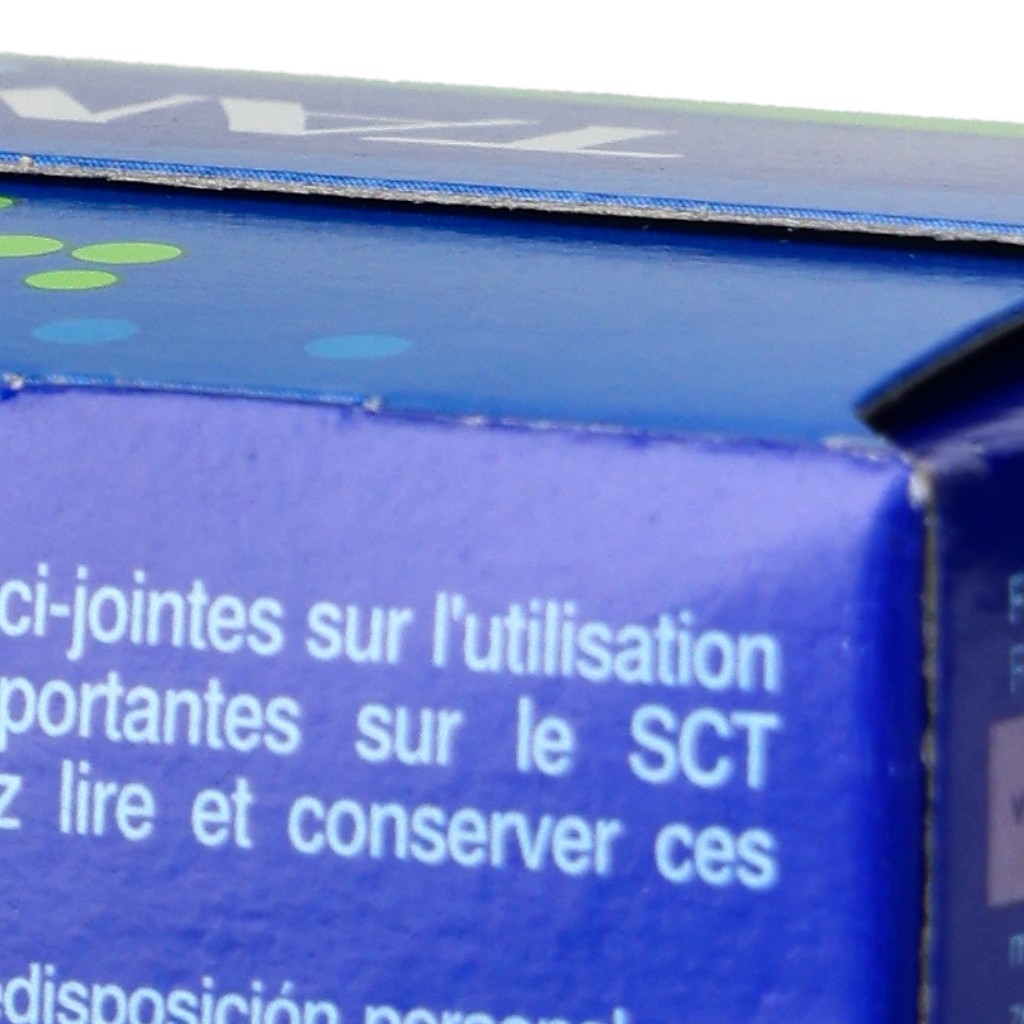 ci-jointes sur l'utilisation
portantes sur le SCT
z lire et conserver ces
edisposición personal